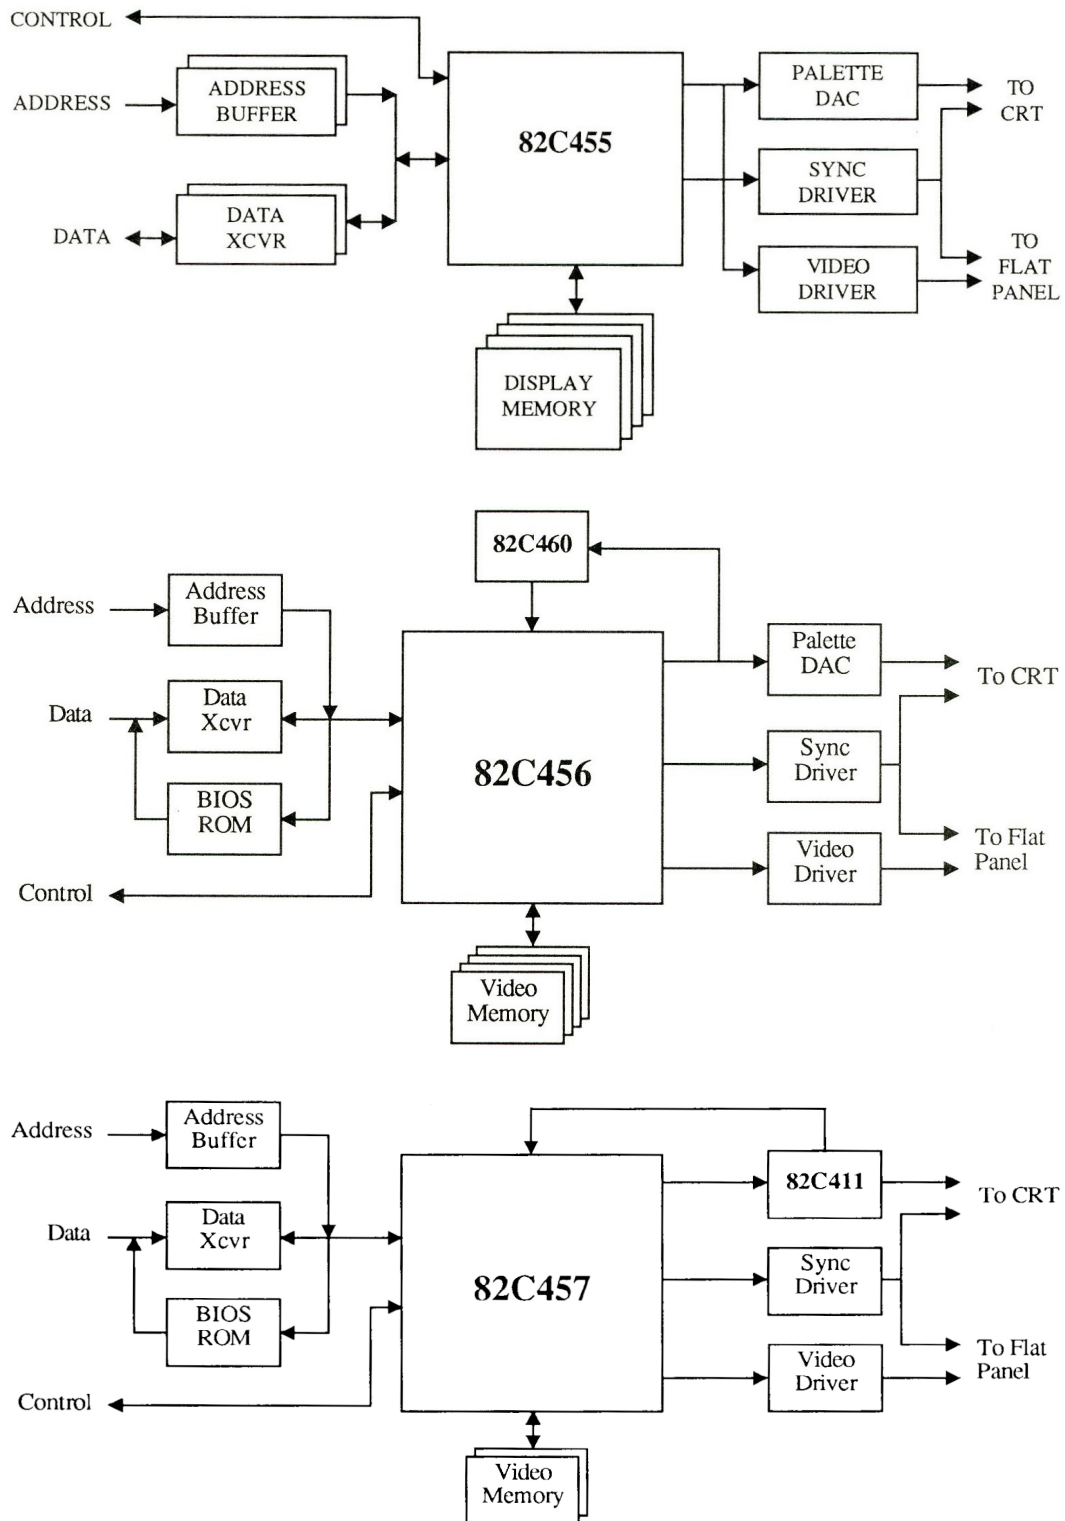 CONTROL
ADDRESS
ADDRESS
BUFFER
DATA
DATA
XCVR
82C455
DISPLAY
MEMORY
PALETTE
DAC
SYNC
DRIVER
VIDEO
DRIVER
TO
CRT
TO
FLAT
PANEL
82C460
Address
Address
Buffer
Data
Data
Xcvr
BIOS
ROM
Control
82C456
Video
Memory
Palette
DAC
Sync
Driver
Video
Driver
To CRT
To Flat
Panel
Address
Address
Buffer
Data
Data
Xcvr
BIOS
ROM
Control
82C457
Video
Memory
82C411
Sync
Driver
Video
Driver
To CRT
To Flat
Panel